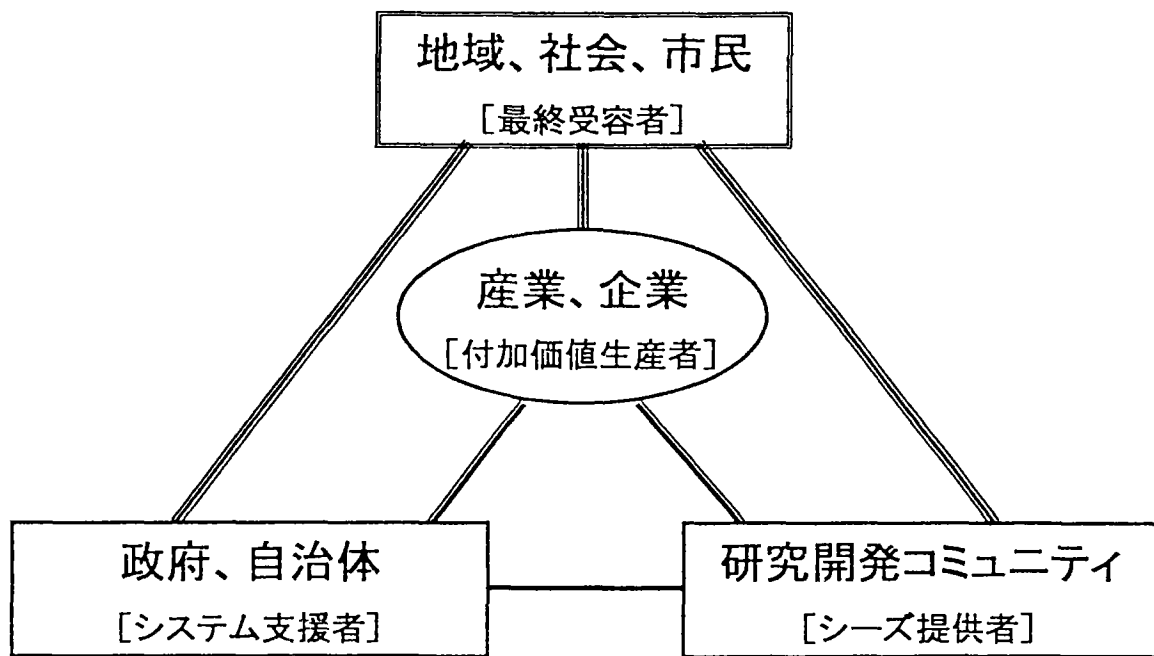 地域、社会、市民
[最終受容者]
産業、企業
[付加価値生産者]
政府、自治体
[システム支援者]
研究開発コミュニティ
[シーズ提供者]